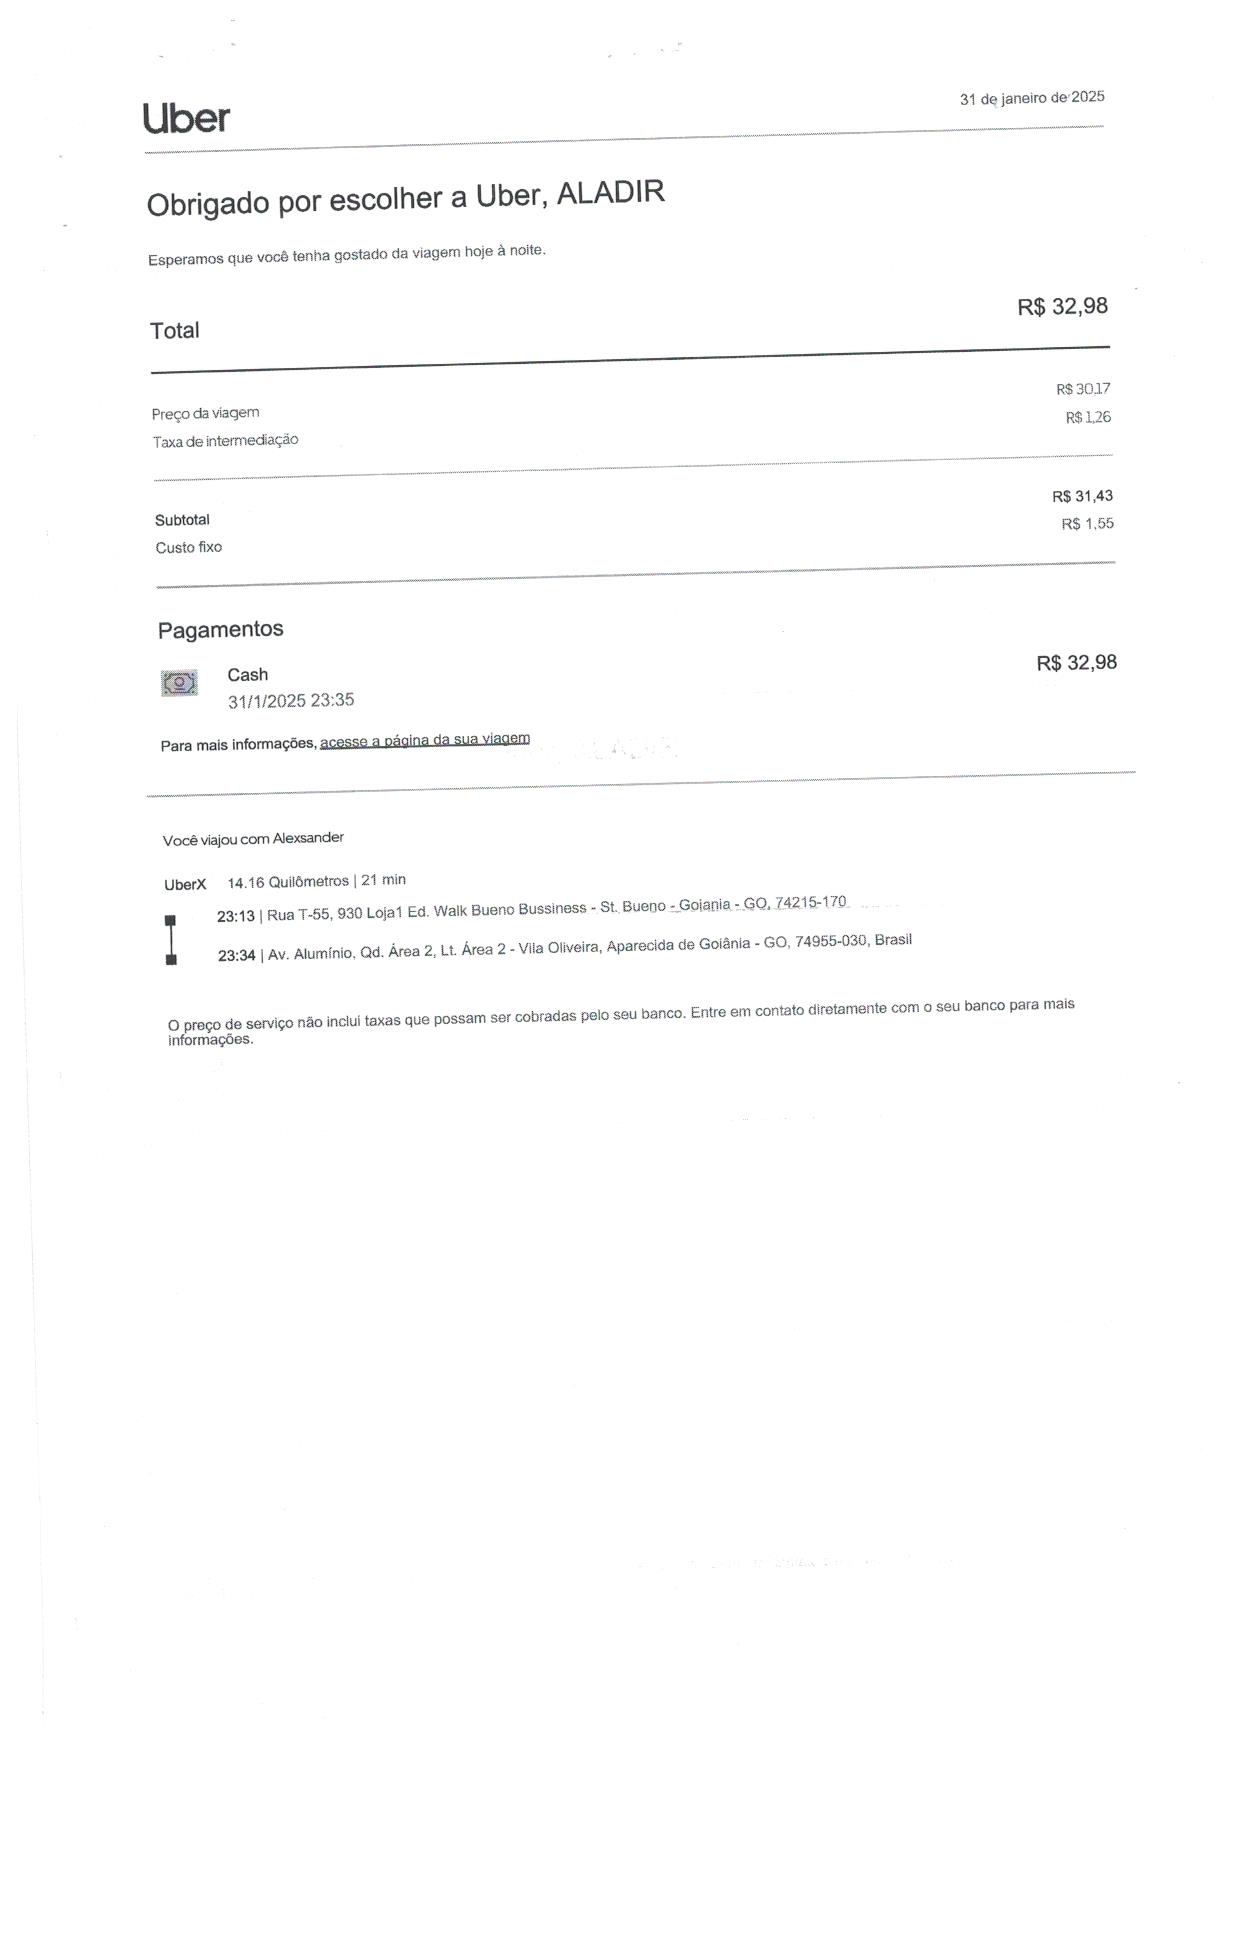 Uber
31 de janeiro de 2025
Obrigado por escolher a Uber, ALADIR
Esperamos que você tenha gostado da viagem hoje à noite.
Total R$ 32,98
Preço da viagem R$ 30,17
Taxa de intermediação R$ 1,26
Subtotal R$ 31,43
Custo fixo R$ 1,55
Pagamentos
Cash R$ 32,98
31/1/2025 23:35
Para mais informações, acesse a página da sua viagem
Você viajou com Alexsander
UberX 14.16 Quilômetros | 21 min
23:13 | Rua T-55, 930 Loja1 Ed. Walk Bueno Bussiness - St. Bueno - Goiania - GO, 74215-170
23:34 | Av. Alumínio, Qd. Área 2, Lt. Área 2 - Vila Oliveira, Aparecida de Goiânia - GO, 74955-030, Brasil
O preço de serviço não inclui taxas que possam ser cobradas pelo seu banco. Entre em contato diretamente com o seu banco para mais
informações.